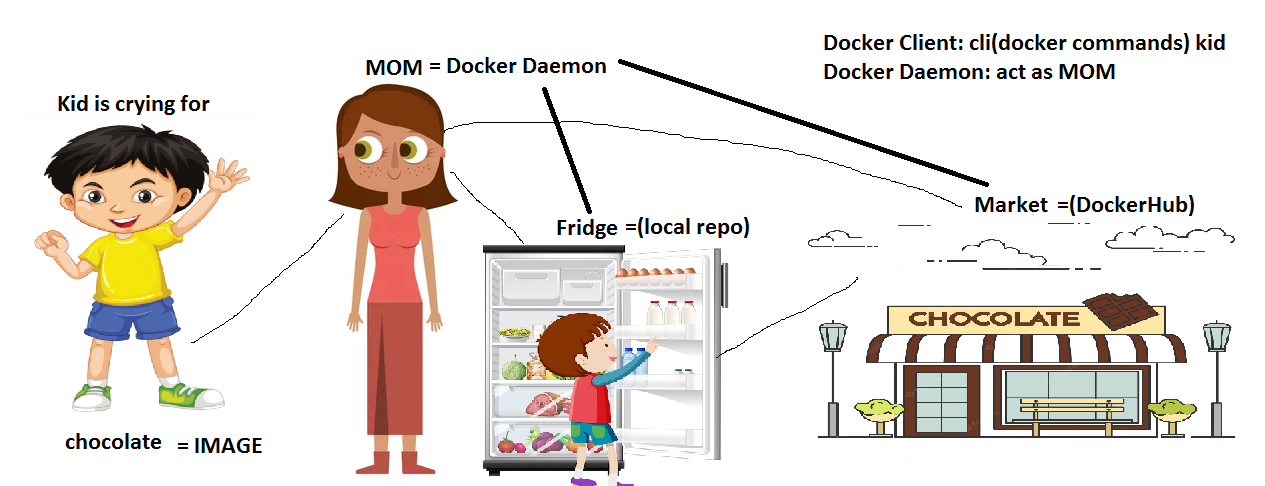 Docker Client: cli(docker commands) kid
Docker Daemon: act as MOM
MOM = Docker Daemon
Kid is crying for
Market =(DockerHub)
Fridge =(local repo)
CHOCOLATE
chocolate = IMAGE